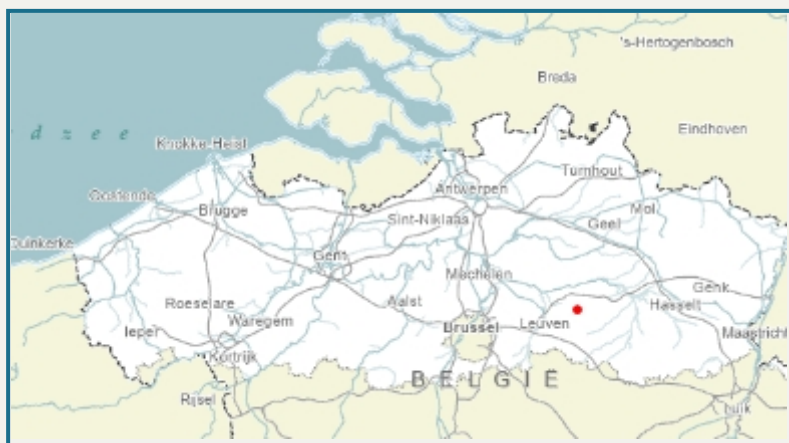 's-Hertogenbosch
Breda
d z e e
Eindhoven
Knokke-Heist
Turnhout
Antwerpen
Oostende
Mol
Brugge
Sint-Niklaas
Geel
Duinkerke
Gent
Mechelen
Genk
Roeselare
Aalst
Hasselt
Ieper
Waregem
Brussel
Leuven
Maastricht
Kortrijk
BELGIË
Rijsel
Luik